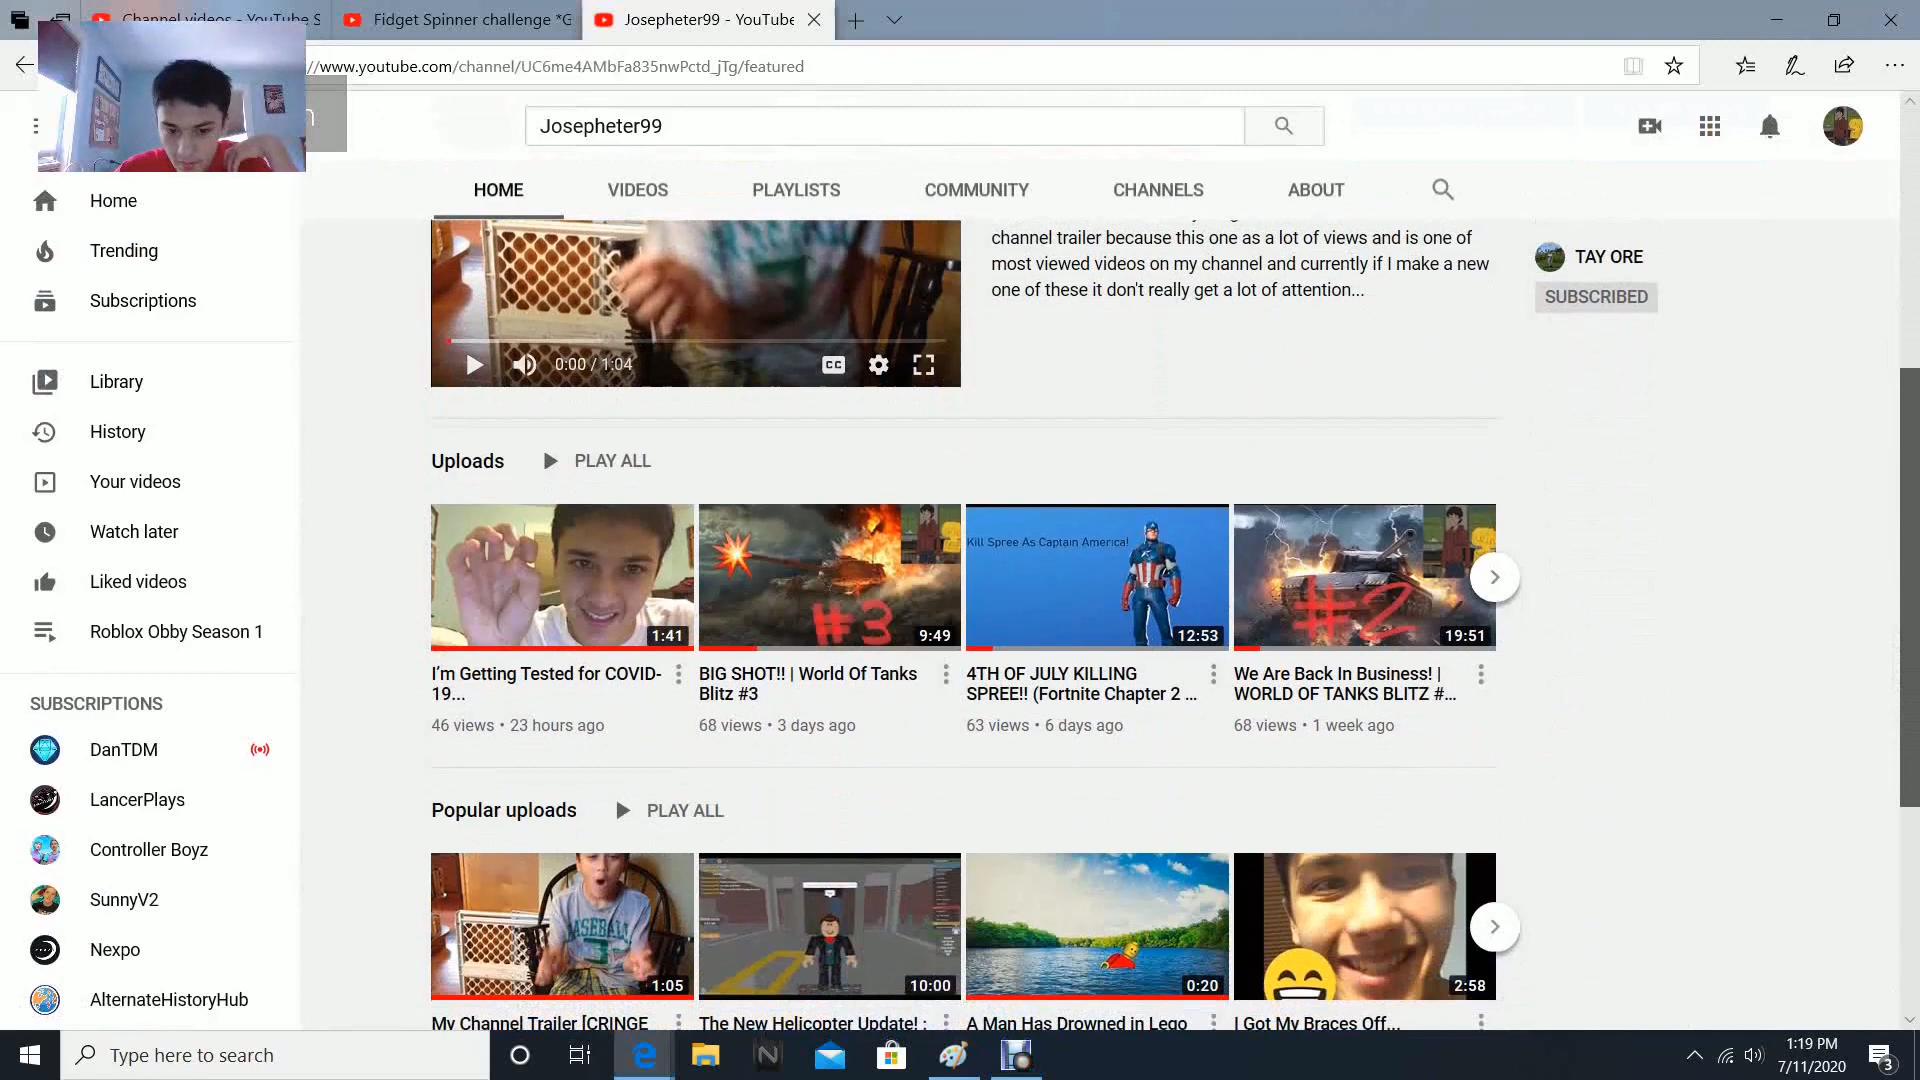 Channel videos - YouTube S
Fidget Spinner challenge *G
Josepheter99 - YouTube
//www.youtube.com/channel/UC6me4AMbFa835nwPctd_jTg/featured
Josepheter99
HOME
VIDEOS
PLAYLISTS
COMMUNITY
CHANNELS
ABOUT
Home
Trending
Subscriptions
Library
History
Your videos
Watch later
Liked videos
Roblox Obby Season 1
SUBSCRIPTIONS
DanTDM
LancerPlays
Controller Boyz
SunnyV2
Nexpo
AlternateHistoryHub
0:00 / 1:04
CC
channel trailer because this one as a lot of views and is one of
most viewed videos on my channel and currently if I make a new
one of these it don't really get a lot of attention...
TAY ORE
SUBSCRIBED
Uploads
PLAY ALL
1:41
I'm Getting Tested for COVID-
19...
46 views • 23 hours ago
#3
9:49
BIG SHOT!! | World Of Tanks
Blitz #3
68 views • 3 days ago
Kill Spree As Captain America!
12:53
4TH OF JULY KILLING
SPREE!! (Fortnite Chapter 2 ...
63 views • 6 days ago
#2
19:51
We Are Back In Business! |
WORLD OF TANKS BLITZ #...
68 views • 1 week ago
Popular uploads
PLAY ALL
BASEBALL
1:05
My Channel Trailer [CRINGE
10:00
The New Helicopter Update! :
0:20
A Man Has Drowned in Lego
2:58
I Got My Braces Off...
Type here to search
1:19 PM
7/11/2020
3